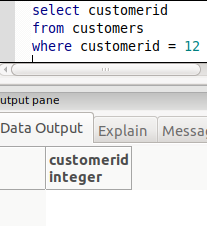 select customerid
from customers
where customerid = 12
utput pane
Data Output Explain Messa
customerid
integer